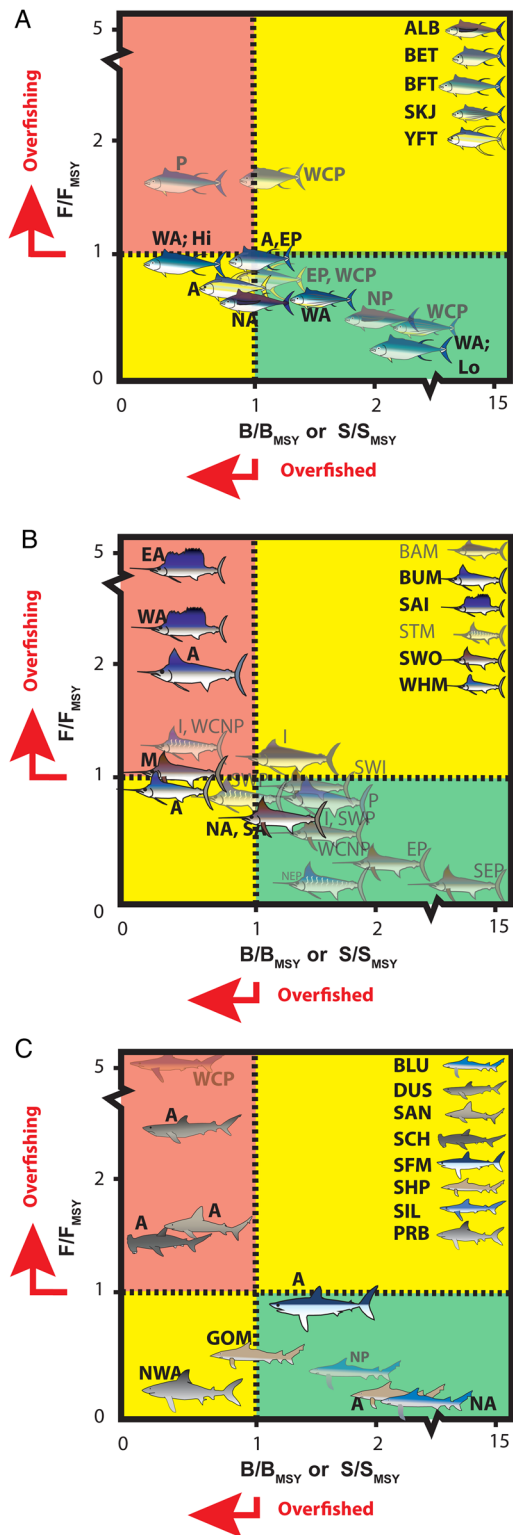 A
5
ALB
BET
BFT
SKJ
YFT
Overfishing
F/FMSY
2
P
WCP
1
WA; Hi
A,EP
EP, WCP
A
NA
WA
NP
WCP
WA;
Lo
0
0
1
2
15
B/BMSY or S/SMSY
Overfished
B
5
EA
BAM
BUM
SAI
STM
SWO
WHM
WA
A
Overfishing
F/FMSY
2
I, WCNP
I
M
SWI
1
SWP
A
P
NA, SA
I, SWP
WCNP
EP
NEP
SEP
0
0
1
2
15
B/BMSY or S/SMSY
Overfished
C
5
WCP
BLU
DUS
SAN
SCH
SFM
SHP
SIL
PRB
A
Overfishing
F/FMSY
2
A
A
1
A
GOM
NP
NWA
A
NA
0
0
1
2
15
B/BMSY or S/SMSY
Overfished